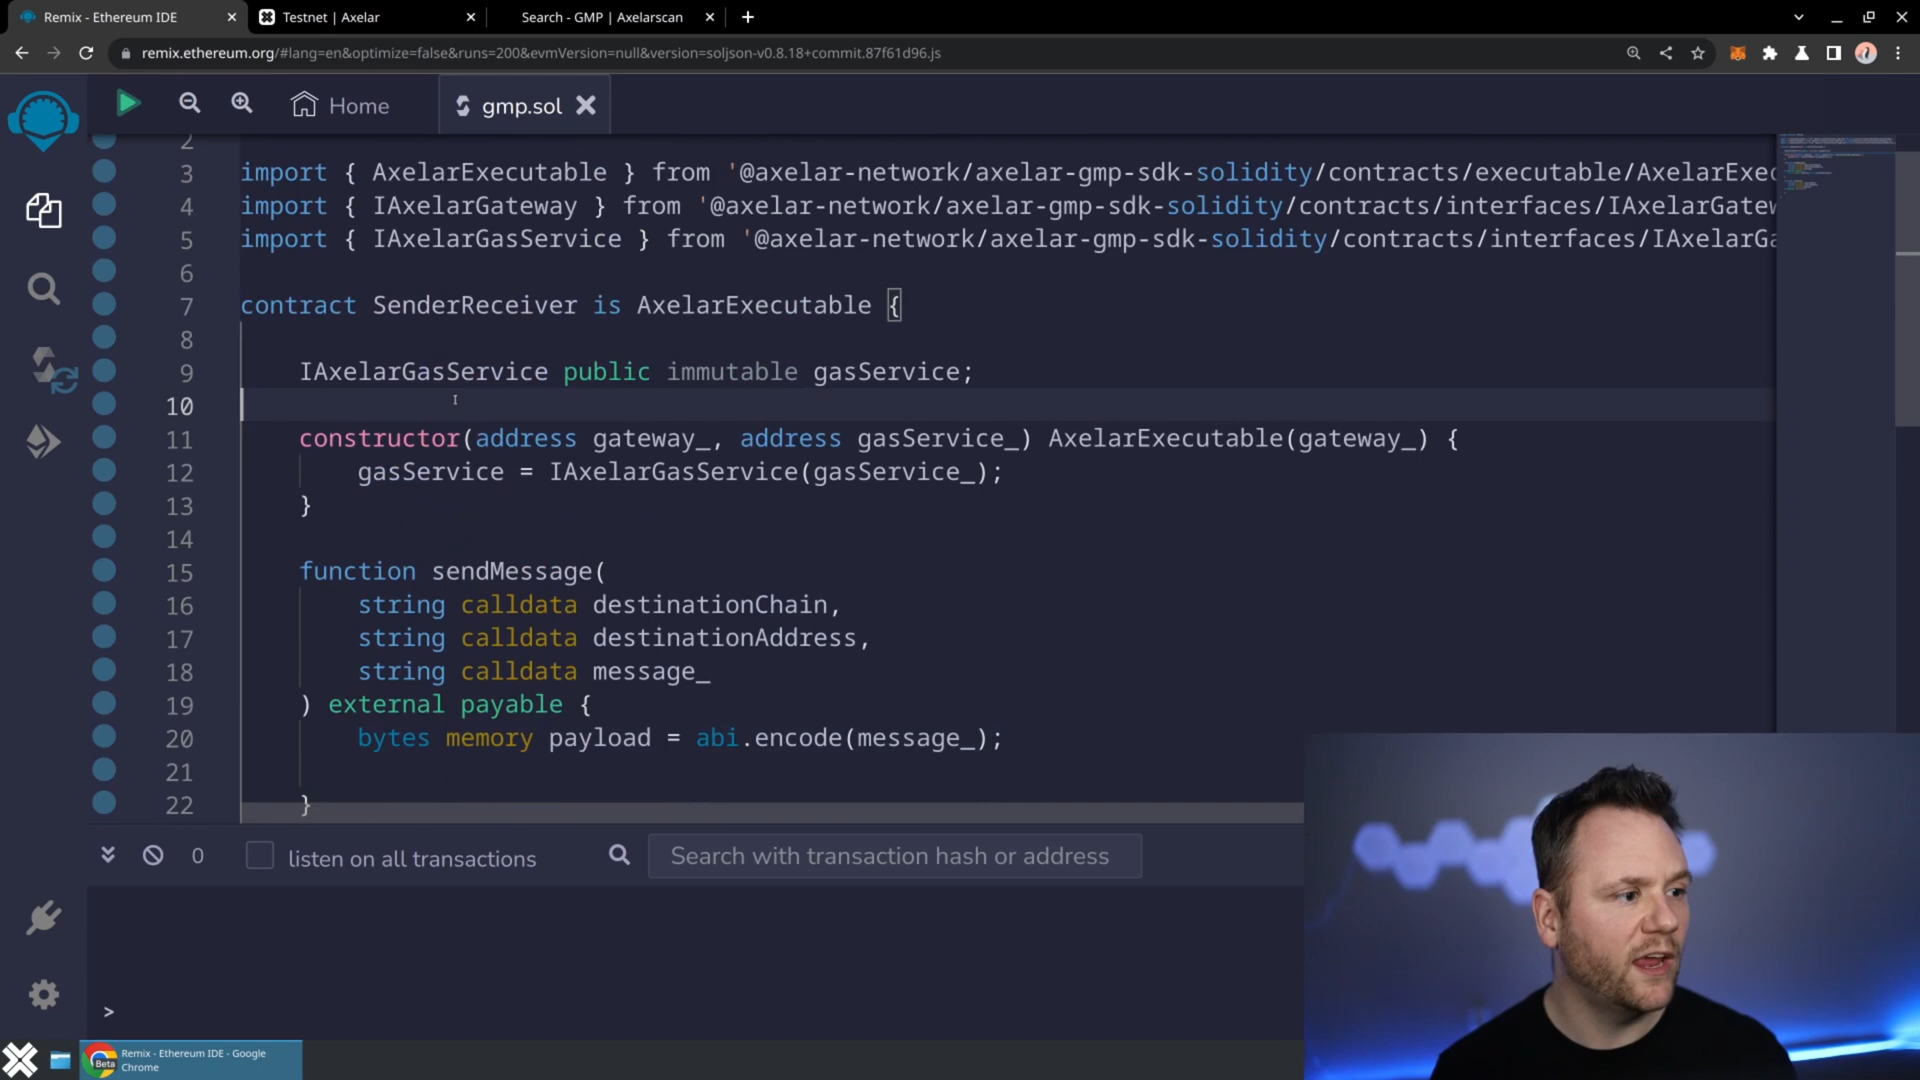 Remix - Ethereum IDE
Testnet | Axelar
Search - GMP | Axelarscan
remix.ethereum.org/#lang=en&optimize=false&runs=200&evmVersion=null&version=soljson-v0.8.18+commit.87f61d96.js
Home
gmp.sol
2
3 import { AxelarExecutable } from '@axelar-network/axelar-gmp-sdk-solidity/contracts/executable/AxelarExec
4 import { IAxelarGateway } from '@axelar-network/axelar-gmp-sdk-solidity/contracts/interfaces/IAxelarGatew
5 import { IAxelarGasService } from '@axelar-network/axelar-gmp-sdk-solidity/contracts/interfaces/IAxelarGa
6
7 contract SenderReceiver is AxelarExecutable {
8
9 IAxelarGasService public immutable gasService;
10
11 constructor(address gateway_, address gasService_) AxelarExecutable(gateway_) {
12 gasService = IAxelarGasService(gasService_);
13 }
14
15 function sendMessage(
16 string calldata destinationChain,
17 string calldata destinationAddress,
18 string calldata message_
19 ) external payable {
20 bytes memory payload = abi.encode(message_);
21
22 }
0
listen on all transactions
Search with transaction hash or address
>
Beta
Remix - Ethereum IDE - Google
Chrome